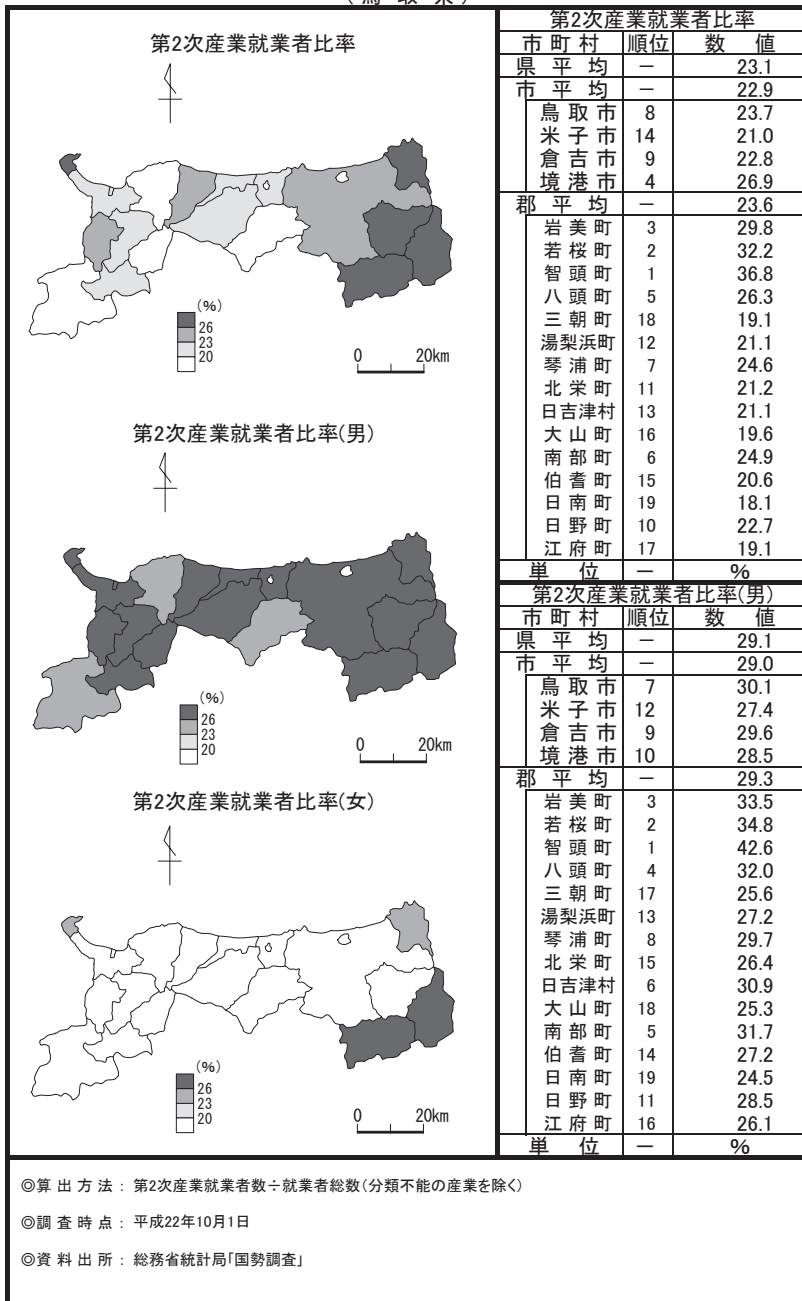 (鳥 取 県)
第2次産業就業者比率
(%)
26
23
20
0 20km
第2次産業就業者比率(男)
(%)
26
23
20
0 20km
第2次産業就業者比率(女)
(%)
26
23
20
0 20km
第2次産業就業者比率
市 町 村 順位 数 値
県 平 均 － 23.1
市 平 均 － 22.9
鳥 取 市 8 23.7
米 子 市 14 21.0
倉 吉 市 9 22.8
境 港 市 4 26.9
郡 平 均 － 23.6
岩 美 町 3 29.8
若 桜 町 2 32.2
智 頭 町 1 36.8
八 頭 町 5 26.3
三 朝 町 18 19.1
湯梨浜町 12 21.1
琴 浦 町 7 24.6
北 栄 町 11 21.2
日吉津村 13 21.1
大 山 町 16 19.6
南 部 町 6 24.9
伯 耆 町 15 20.6
日 南 町 19 18.1
日 野 町 10 22.7
江 府 町 17 19.1
単 位 － %
第2次産業就業者比率(男)
市 町 村 順位 数 値
県 平 均 － 29.1
市 平 均 － 29.0
鳥 取 市 7 30.1
米 子 市 12 27.4
倉 吉 市 9 29.6
境 港 市 10 28.5
郡 平 均 － 29.3
岩 美 町 3 33.5
若 桜 町 2 34.8
智 頭 町 1 42.6
八 頭 町 4 32.0
三 朝 町 17 25.6
湯梨浜町 13 27.2
琴 浦 町 8 29.7
北 栄 町 15 26.4
日吉津村 6 30.9
大 山 町 18 25.3
南 部 町 5 31.7
伯 耆 町 14 27.2
日 南 町 19 24.5
日 野 町 11 28.5
江 府 町 16 26.1
単 位 － %
◎算 出 方 法 : 第2次産業就業者数÷就業者総数(分類不能の産業を除く)
◎調 査 時 点 : 平成22年10月1日
◎資 料 出 所 : 総務省統計局「国勢調査」